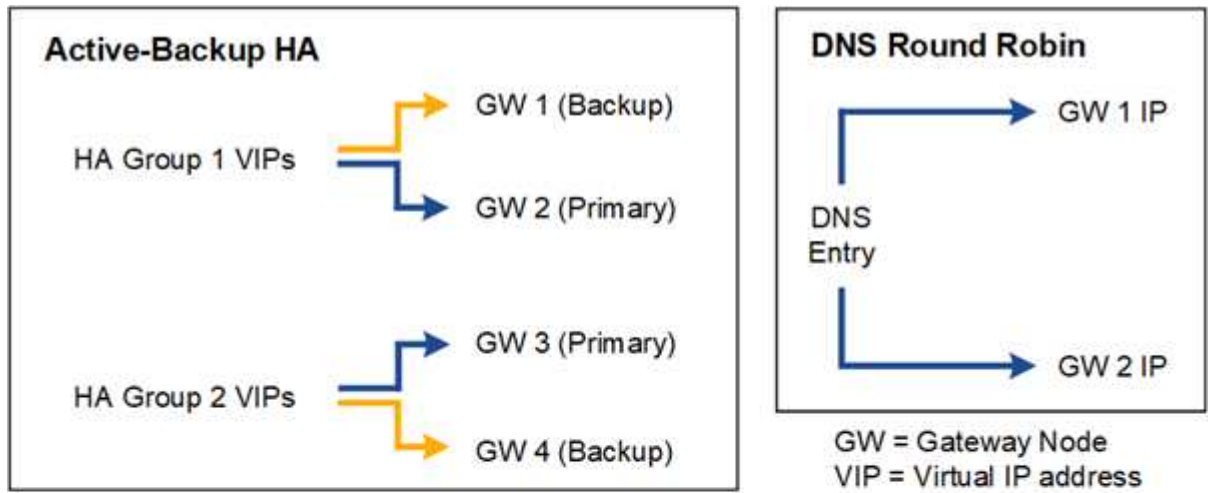 Active-Backup HA
GW 1 (Backup)
HA Group 1 VIPs
GW 2 (Primary)
GW 3 (Primary)
HA Group 2 VIPs
GW 4 (Backup)
DNS Round Robin
GW 1 IP
DNS
Entry
GW 2 IP
GW = Gateway Node
VIP = Virtual IP address